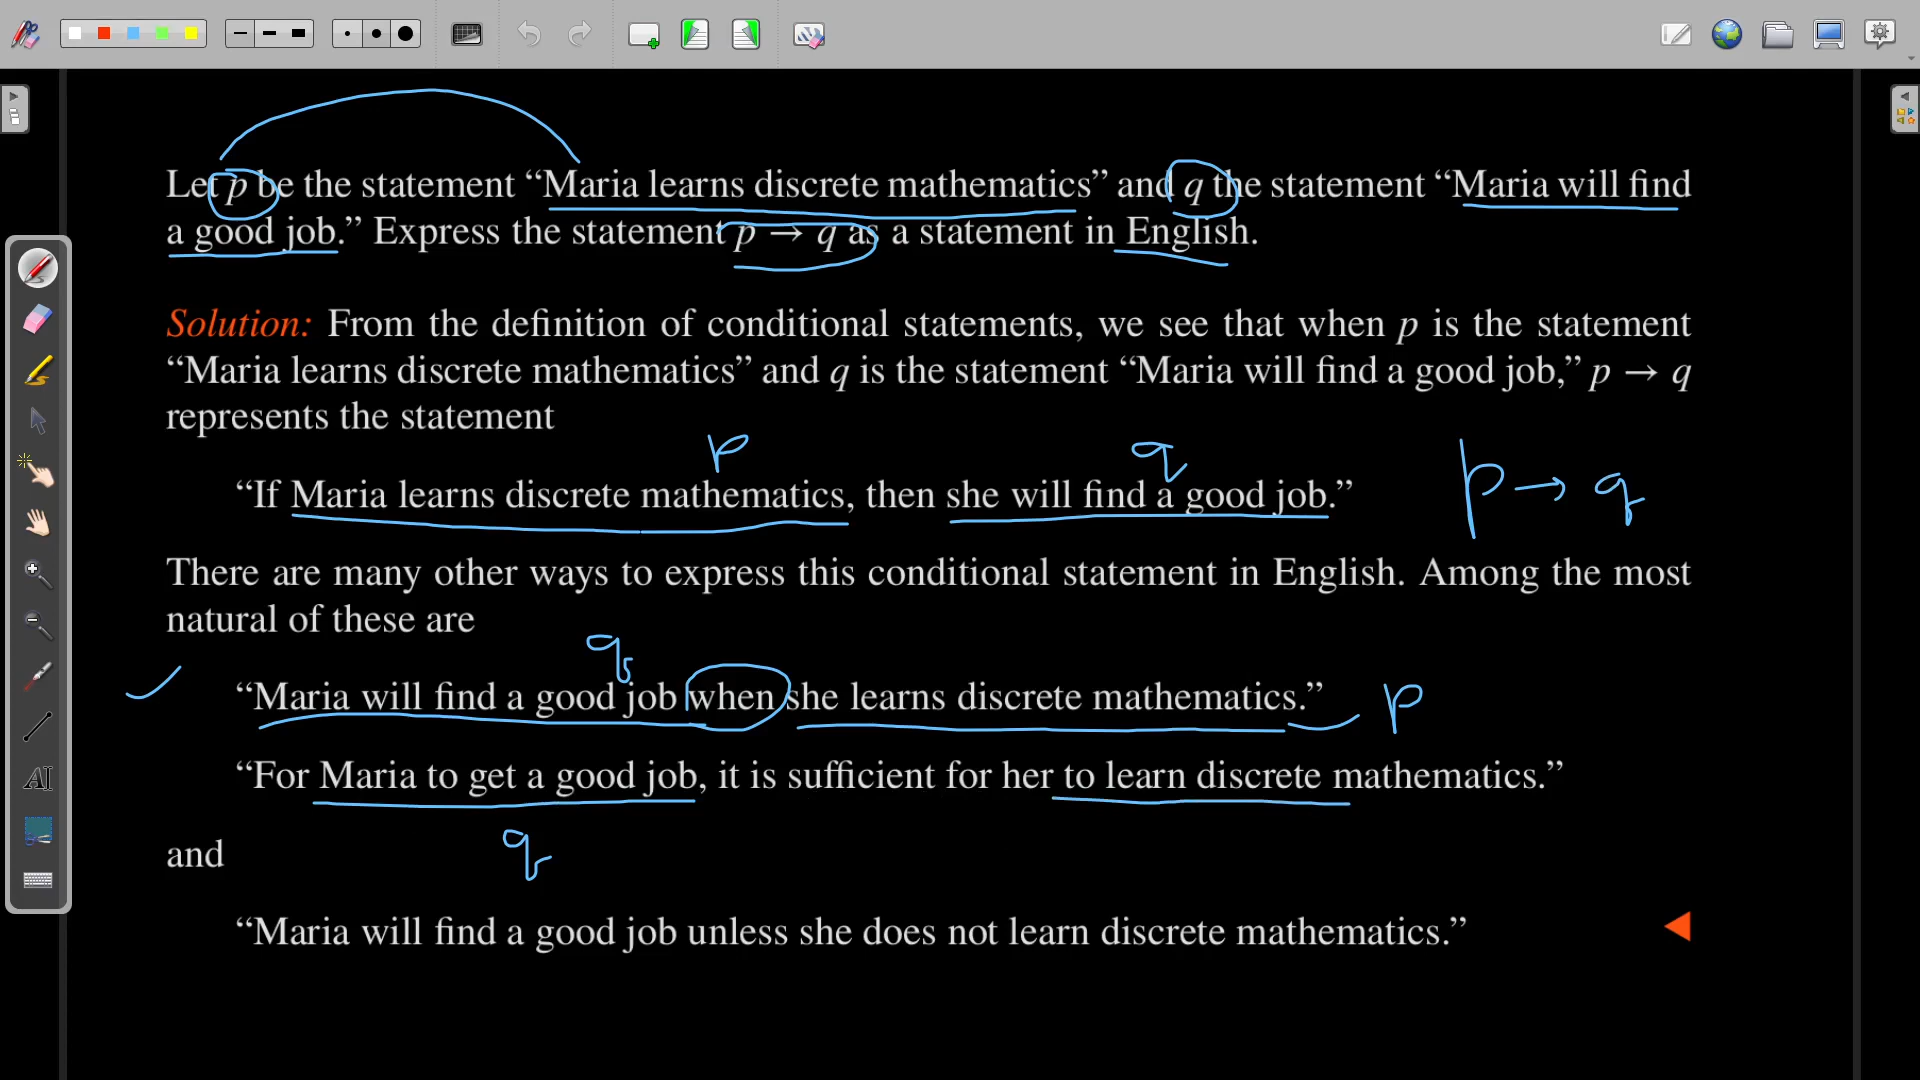 Let p be the statement “Maria learns discrete mathematics” and q the statement “Maria will find
a good job.” Express the statement p → q as a statement in English.
Solution: From the definition of conditional statements, we see that when p is the statement
“Maria learns discrete mathematics” and q is the statement “Maria will find a good job,” p → q
represents the statement
p q
“If Maria learns discrete mathematics, then she will find a good job.” p → q
There are many other ways to express this conditional statement in English. Among the most
natural of these are
q
“Maria will find a good job when she learns discrete mathematics.” p
“For Maria to get a good job, it is sufficient for her to learn discrete mathematics.”
q
and
“Maria will find a good job unless she does not learn discrete mathematics.”
AI